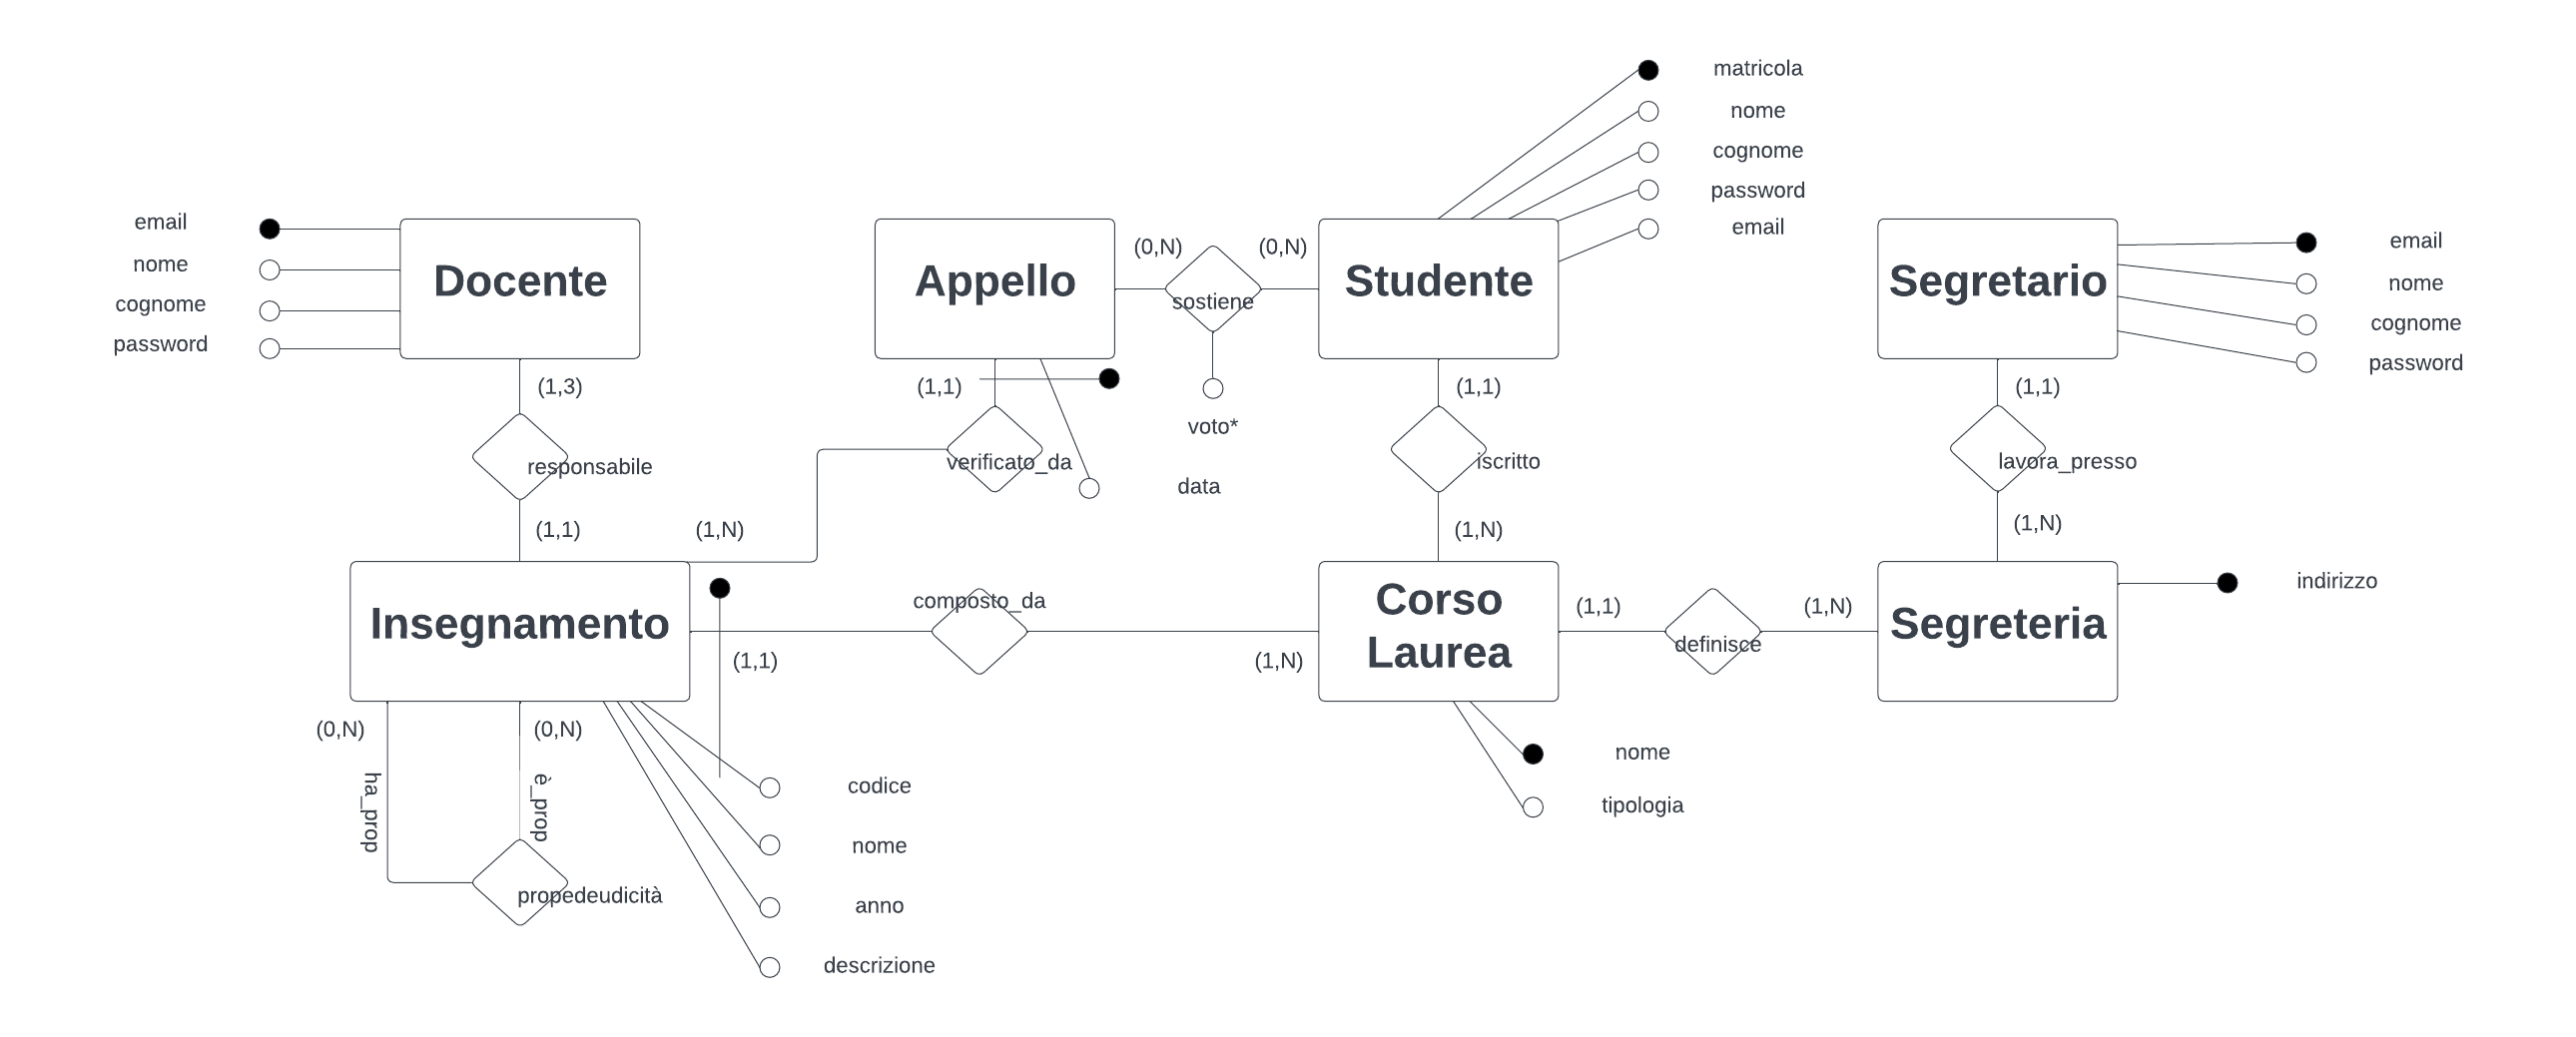 matricola
nome
cognome
password
email
email
nome
cognome
password
Docente
Appello
(0,N)
sostiene
(0,N)
Studente
Segretario
email
nome
cognome
password
(1,3)
(1,1)
voto*
(1,1)
(1,1)
responsabile
verificato_da
data
iscritto
lavora_presso
(1,1)
(1,N)
(1,N)
(1,N)
Insegnamento
composto_da
(1,1)
(1,N)
Corso
Laurea
(1,1)
definisce
(1,N)
Segreteria
indirizzo
(0,N)
(0,N)
ha_prop
è_prop
propedeudicità
codice
nome
anno
descrizione
nome
tipologia